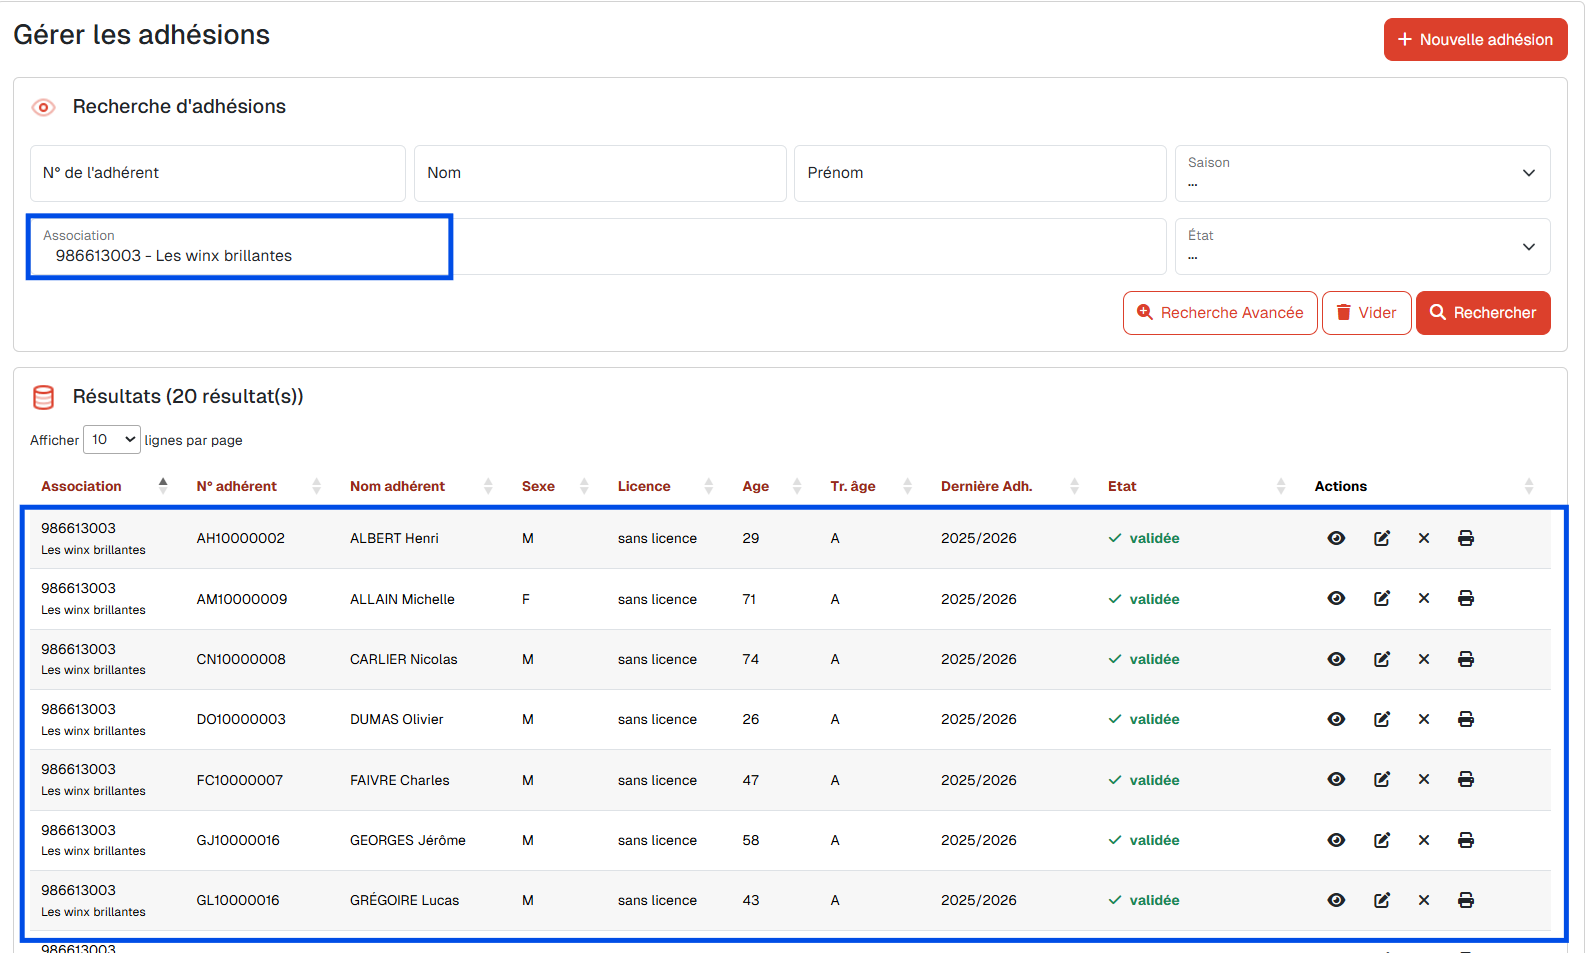 Gérer les adhésions
+ Nouvelle adhésion
Recherche d'adhésions
N° de l'adhérent
Nom
Prénom
Saison
...
Association
986613003 - Les winx brillantes
État
...
Recherche Avancée
Vider
Rechercher
Résultats (20 résultat(s))
Afficher 10 lignes par page
Association N° adhérent Nom adhérent Sexe Licence Age Tr. âge Dernière Adh. Etat Actions
986613003
Les winx brillantes
AH10000002 ALBERT Henri M sans licence 29 A 2025/2026 validée
986613003
Les winx brillantes
AM10000009 ALLAIN Michelle F sans licence 71 A 2025/2026 validée
986613003
Les winx brillantes
CN10000008 CARLIER Nicolas M sans licence 74 A 2025/2026 validée
986613003
Les winx brillantes
DO10000003 DUMAS Olivier M sans licence 26 A 2025/2026 validée
986613003
Les winx brillantes
FC10000007 FAIVRE Charles M sans licence 47 A 2025/2026 validée
986613003
Les winx brillantes
GJ10000016 GEORGES Jérôme M sans licence 58 A 2025/2026 validée
986613003
Les winx brillantes
GL10000016 GRÉGOIRE Lucas M sans licence 43 A 2025/2026 validée
986613003